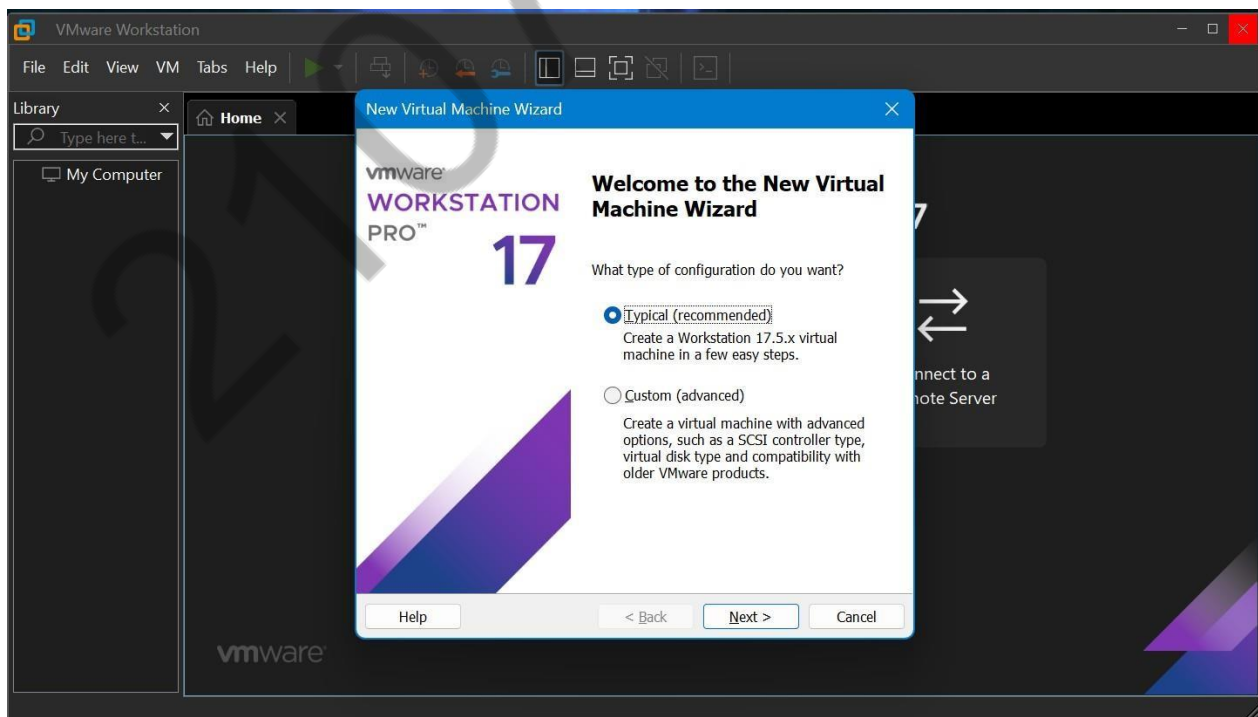 VMware Workstation
File Edit View VM Tabs Help
Library
Type here t...
My Computer
Home
New Virtual Machine Wizard
vmware
WORKSTATION
PRO™
17
Welcome to the New Virtual
Machine Wizard
What type of configuration do you want?
Typical (recommended)
Create a Workstation 17.5.x virtual
machine in a few easy steps.
Custom (advanced)
Create a virtual machine with advanced
options, such as a SCSI controller type,
virtual disk type and compatibility with
older VMware products.
Help < Back Next > Cancel
7
nnect to a
ote Server
vmware